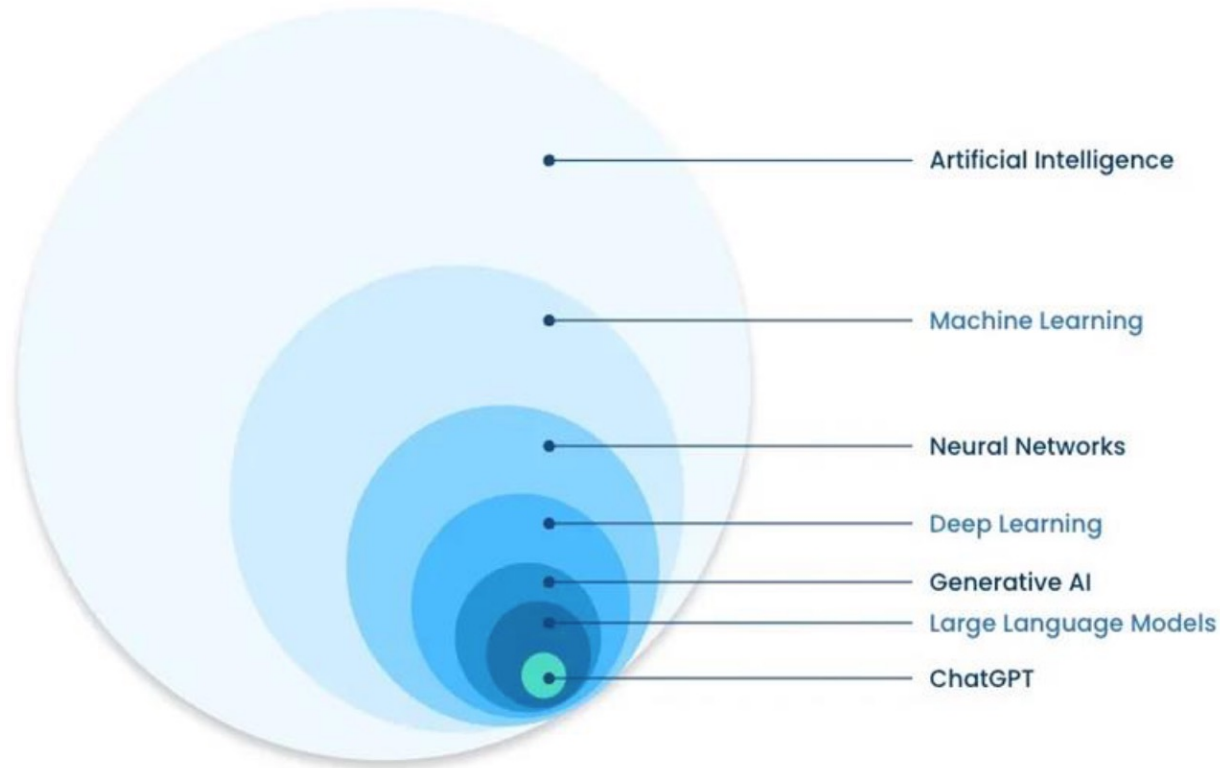 Artificial Intelligence
Machine Learning
Neural Networks
Deep Learning
Generative AI
Large Language Models
ChatGPT